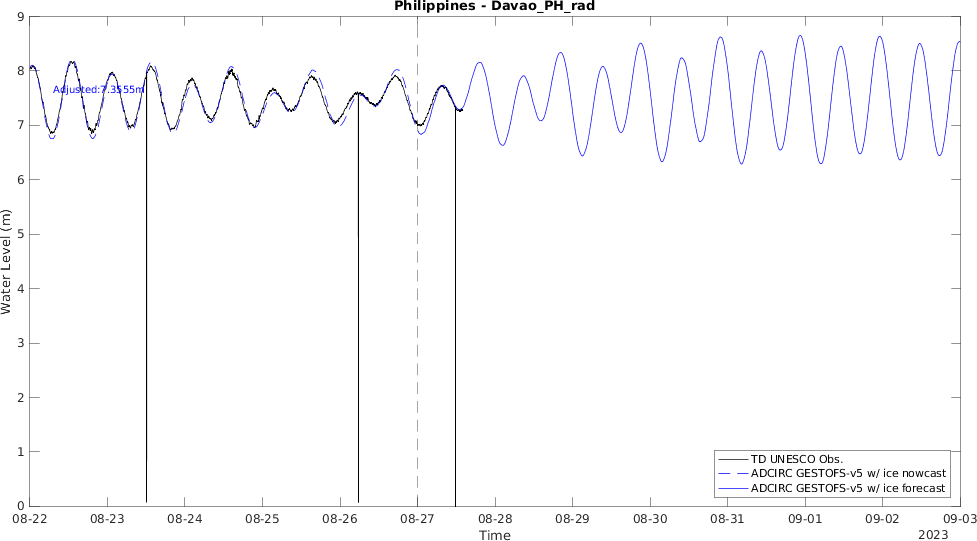 Philippines - Davao_PH_rad
9
8
7
6
5
4
3
2
1
0
Adjusted:7.3555m
Water Level (m)
TD UNESCO Obs.
ADCIRC GESTOFS-v5 w/ ice nowcast
ADCIRC GESTOFS-v5 w/ ice forecast
08-22 08-23 08-24 08-25 08-26 08-27 08-28 08-29 08-30 08-31 09-01 09-02 09-03
Time
2023